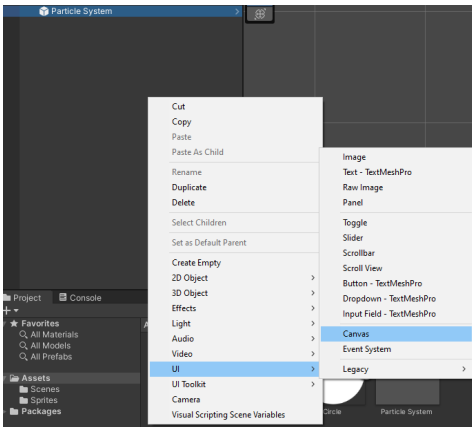 Particle System
Cut
Copy
Paste
Paste As Child
Rename
Duplicate
Delete
Select Children
Set as Default Parent
Create Empty
2D Object
3D Object
Effects
Light
Audio
Video
UI
UI Toolkit
Camera
Visual Scripting Scene Variables
Image
Text - TextMeshPro
Raw Image
Panel
Toggle
Slider
Scrollbar
Scroll View
Button - TextMeshPro
Dropdown - TextMeshPro
Input Field - TextMeshPro
Canvas
Event System
Legacy
Project
Console
Favorites
All Materials
All Models
All Prefabs
Assets
Scenes
Sprites
Packages
A
Circle
Particle System